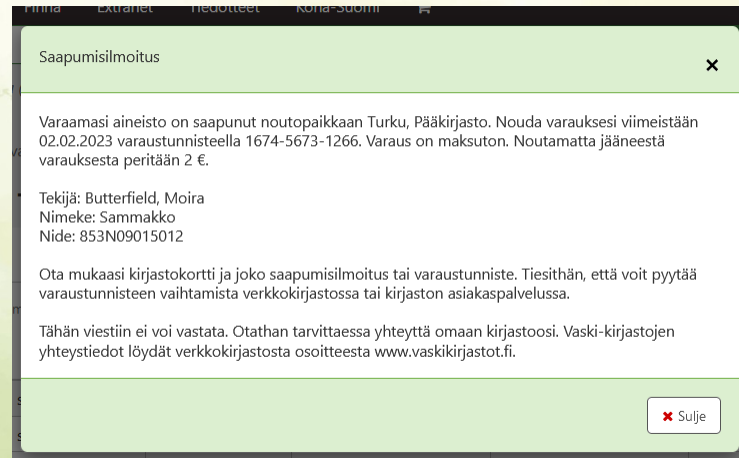 Finna Extranet Tiedotteet Koha-Suomi
Saapumisilmoitus
Varaamasi aineisto on saapunut noutopaikkaan Turku, Pääkirjasto. Nouda varauksesi viimeistään
02.02.2023 varaustunnisteella 1674-5673-1266. Varaus on maksuton. Noutamatta jääneestä
varauksesta peritään 2 €.
Tekijä: Butterfield, Moira
Nimeke: Sammakko
Nide: 853N09015012
Ota mukaasi kirjastokortti ja joko saapumisilmoitus tai varaustunniste. Tiesithän, että voit pyytää
varaustunnisteen vaihtamista verkkokirjastossa tai kirjaston asiakaspalvelussa.
Tähän viestiin ei voi vastata. Otathan tarvittaessa yhteyttä omaan kirjastoosi. Vaski-kirjastojen
yhteystiedot löydät verkkokirjastosta osoitteesta www.vaskikirjastot.fi.
Sulje